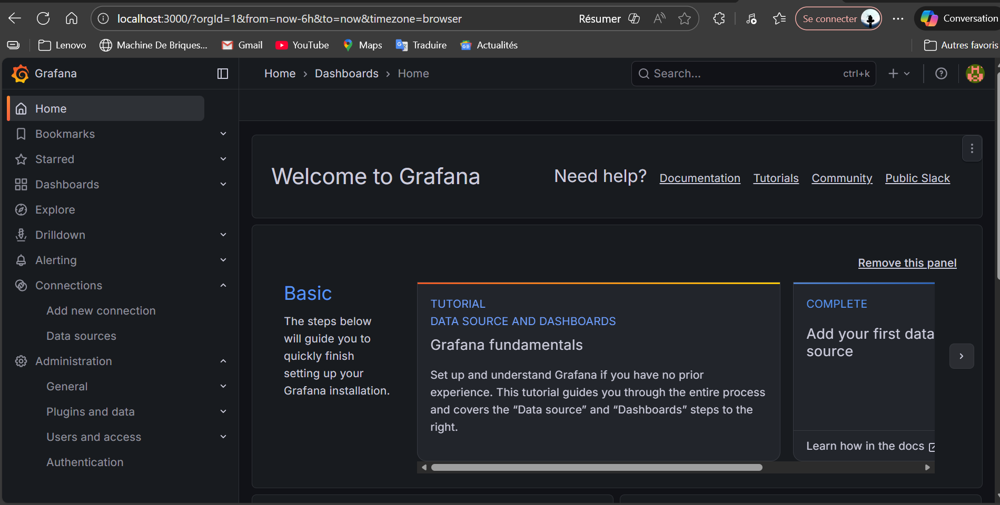 localhost:3000/?orgId=1&from=now-6h&to=now&timezone=browser
Résumer
Se connecter
Conversation
Lenovo
Machine De Briques...
Gmail
YouTube
Maps
Traduire
Actualités
Autres favoris
Grafana
Home › Dashboards › Home
Search...
ctrl+k
Home
Bookmarks
Starred
Dashboards
Explore
Drilldown
Alerting
Connections
Add new connection
Data sources
Administration
General
Plugins and data
Users and access
Authentication
Welcome to Grafana
Need help?
Documentation
Tutorials
Community
Public Slack
Remove this panel
Basic
The steps below
will guide you to
quickly finish
setting up your
Grafana installation.
TUTORIAL
DATA SOURCE AND DASHBOARDS
Grafana fundamentals
Set up and understand Grafana if you have no prior
experience. This tutorial guides you through the entire process
and covers the “Data source” and “Dashboards” steps to the
right.
COMPLETE
Add your first data
source
Learn how in the docs